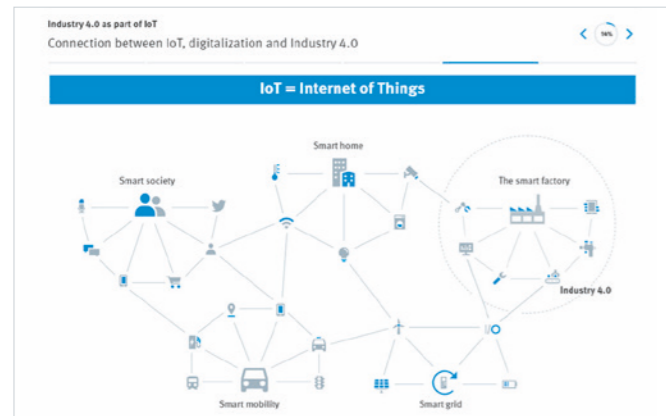 Industry 4.0 as part of IoT
Connection between IoT, digitalization and Industry 4.0
IoT = Internet of Things
Smart home
Smart society
The smart factory
Industry 4.0
Smart mobility
Smart grid